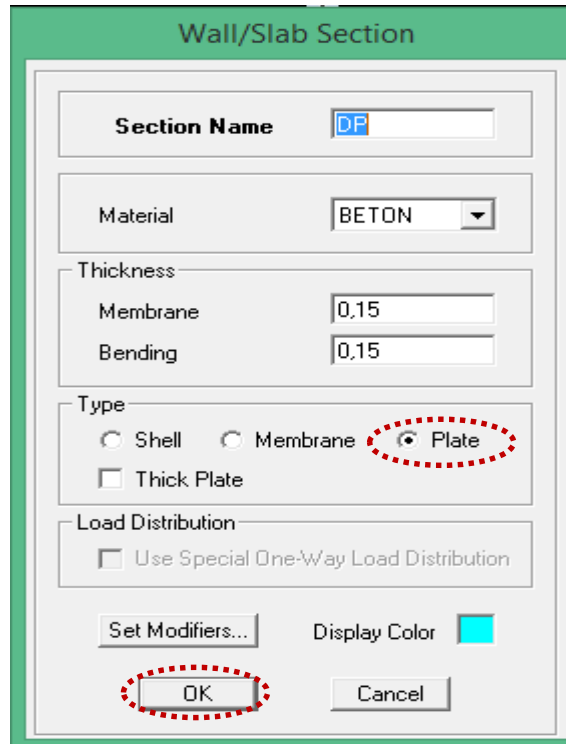 Wall/Slab Section
Section Name DP
Material BETON
Thickness
Membrane 0,15
Bending 0,15
Type
Shell Membrane Plate
Thick Plate
Load Distribution
Use Special One-Way Load Distribution
Set Modifiers... Display Color
OK Cancel